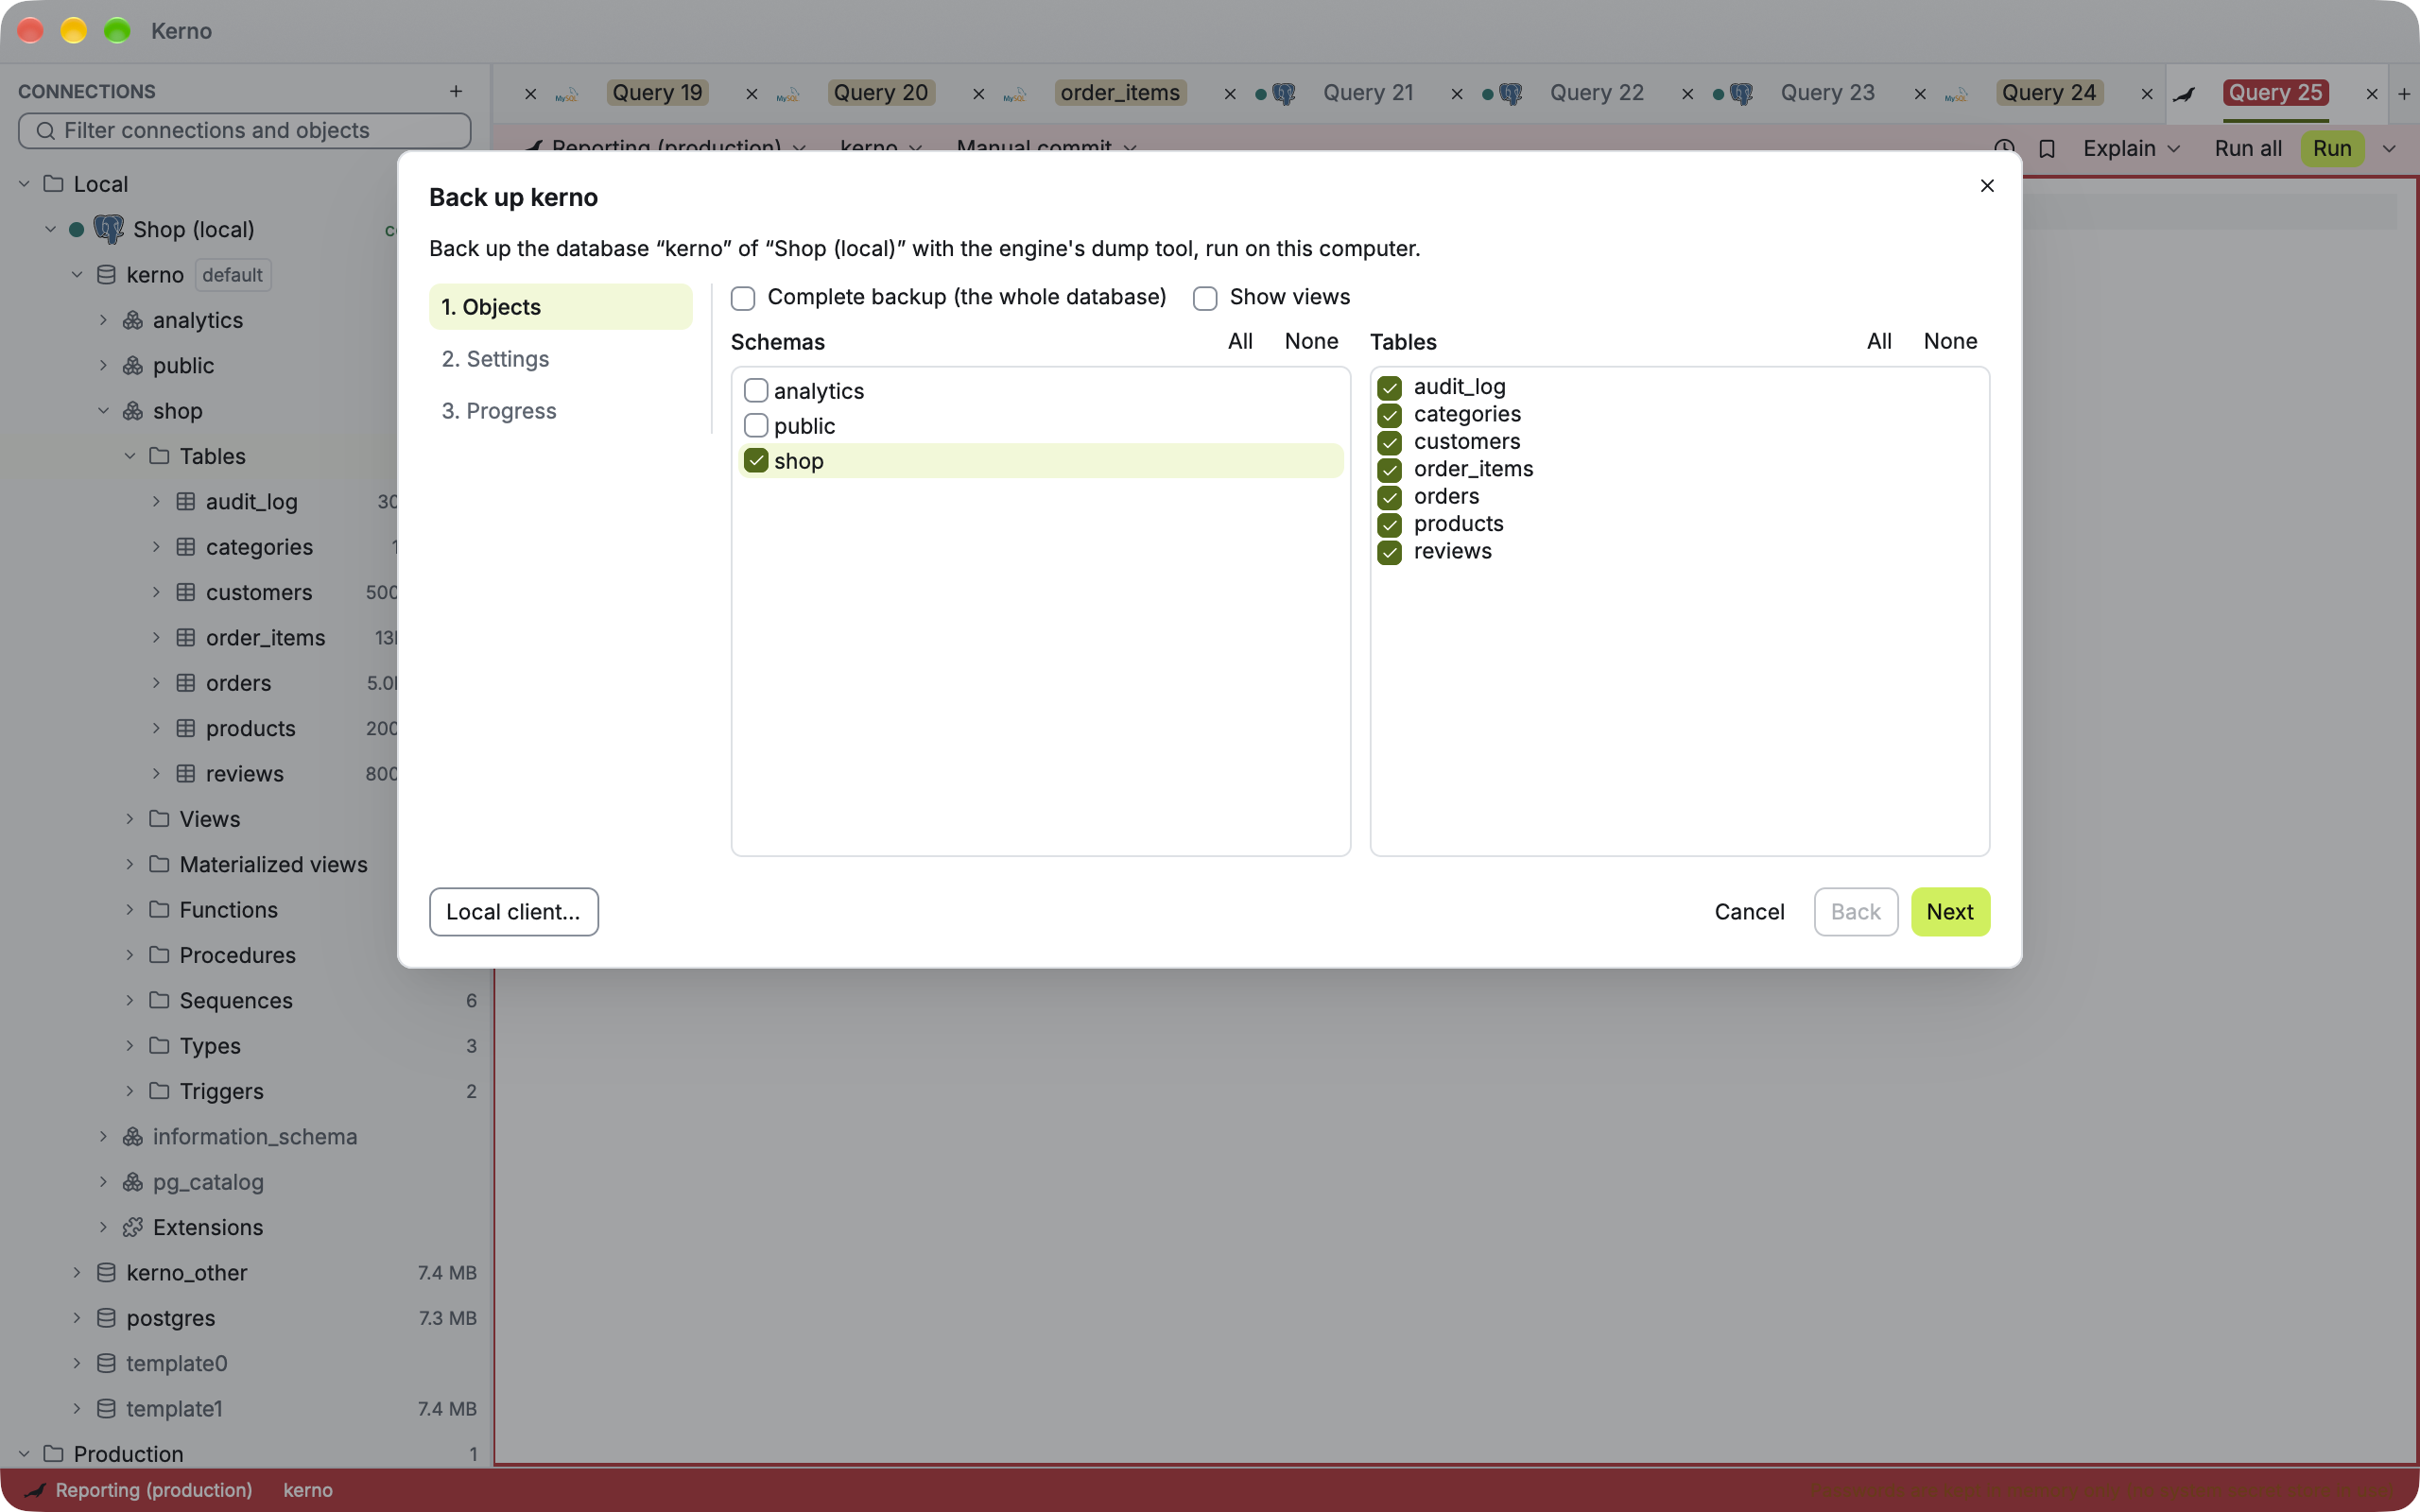 Kerno
CONNECTIONS
Filter connections and objects
Query 19
Query 20
order_items
Query 21
Query 22
Query 23
Query 24
Query 25
Reporting (production)
kerno
Manual commit
Explain
Run all
Run
Local
Shop (local)
kerno default
analytics
public
shop
Tables
audit_log
categories
customers
order_items
orders
products
reviews
Views
Materialized views
Functions
Procedures
Sequences 6
Types 3
Triggers 2
information_schema
pg_catalog
Extensions
kerno_other 7.4 MB
postgres 7.3 MB
template0
template1 7.4 MB
Production 1
Back up kerno
Back up the database “kerno” of “Shop (local)” with the engine's dump tool, run on this computer.
1. Objects
2. Settings
3. Progress
Complete backup (the whole database)
Show views
Schemas All None
analytics
public
shop
Tables All None
audit_log
categories
customers
order_items
orders
products
reviews
Local client...
Cancel
Back
Next
Reporting (production) kerno